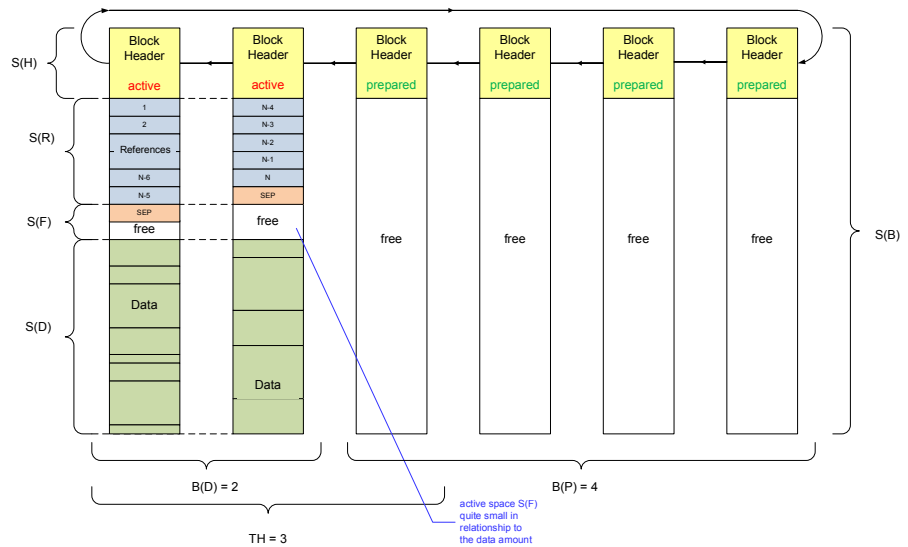 Block
Header
active
Block
Header
active
Block
Header
prepared
Block
Header
prepared
Block
Header
prepared
Block
Header
prepared
S(H)
S(R)
S(F)
S(D)
S(B)
1
2
References
N-6
N-5
SEP
free
Data
N-4
N-3
N-2
N-1
N
SEP
free
Data
free
free
free
free
B(D) = 2
B(P) = 4
TH = 3
active space S(F)
quite small in
relationship to
the data amount